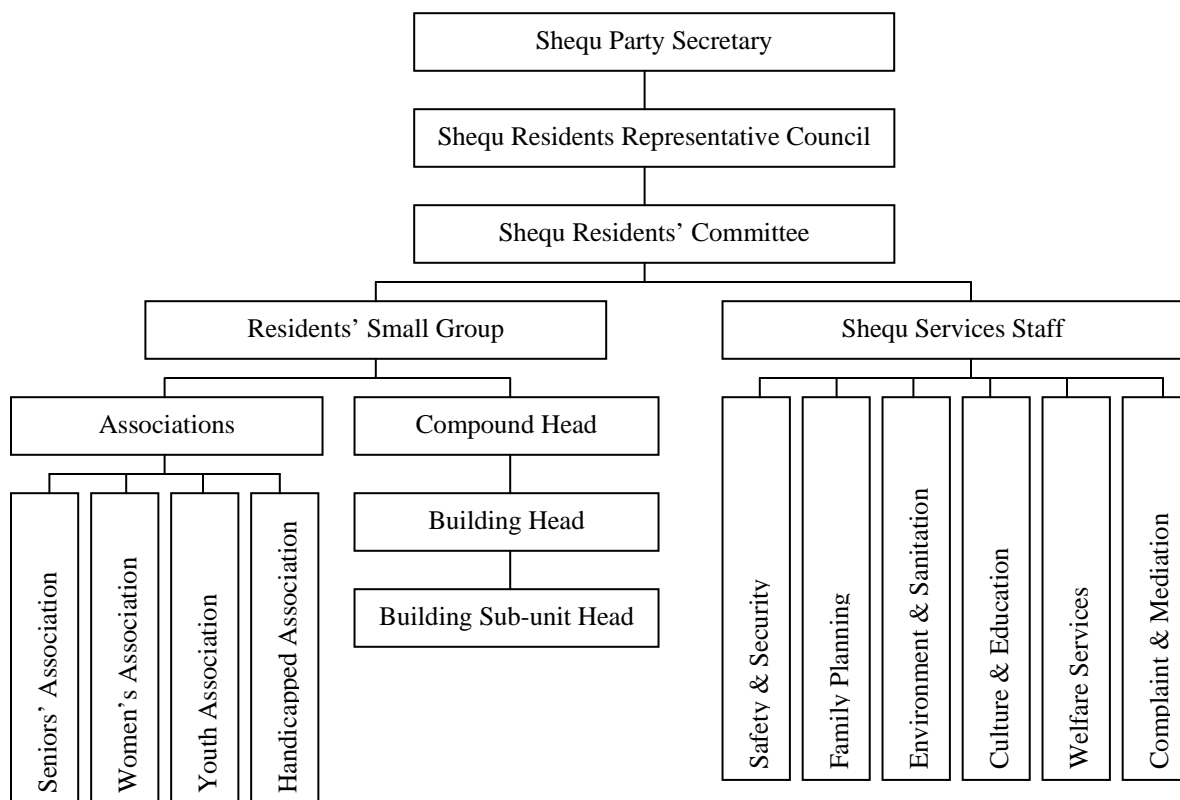 Shequ Party Secretary
Shequ Residents Representative Council
Shequ Residents’ Committee
Residents’ Small Group
Shequ Services Staff
Associations
Compound Head
Building Head
Building Sub-unit Head
Seniors’ Association
Women’s Association
Youth Association
Handicapped Association
Safety & Security
Family Planning
Environment & Sanitation
Culture & Education
Welfare Services
Complaint & Mediation